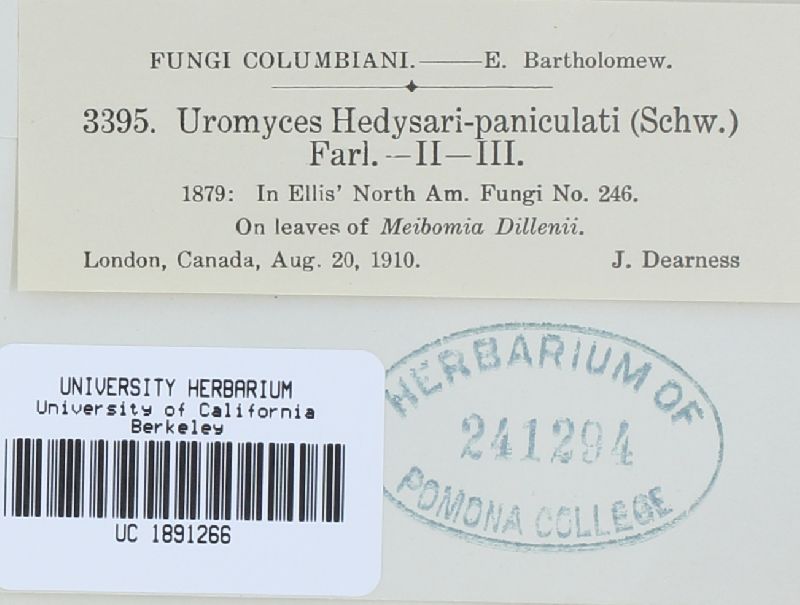 FUNGI COLUMBIANI.——E. Bartholomew.
3395. Uromyces Hedysari-paniculati (Schw.)
Farl.—II—III.
1879: In Ellis' North Am. Fungi No. 246.
On leaves of Meibomia Dillenii.
London, Canada, Aug. 20, 1910. J. Dearness
UNIVERSITY HERBARIUM
University of California
Berkeley
UC 1891266
HERBARIUM OF
241294
POMONA COLLEGE